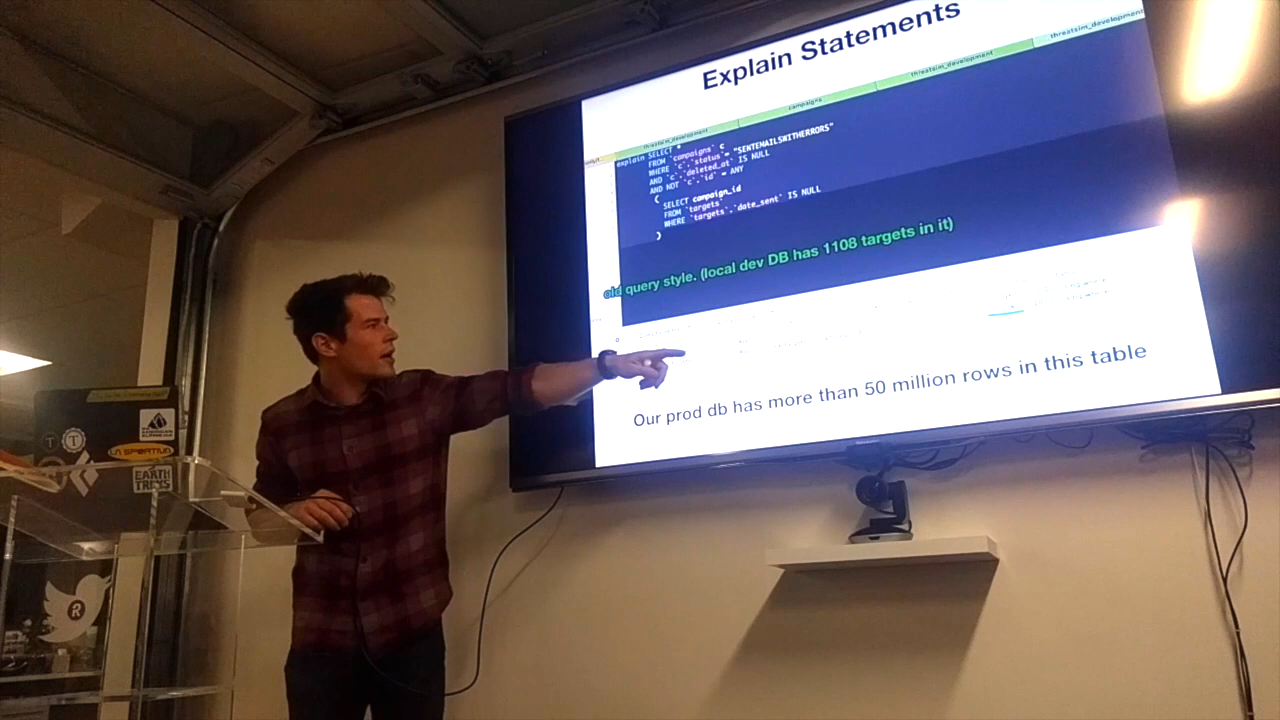 Explain Statements
threatsim_development
campaigns
threatsim_development
threatsim_development
explain SELECT *
FROM `campaigns` c
WHERE `c`.`status`= "SENTEMAILSWITHERRORS"
AND `c`.`deleted_at` IS NULL
AND NOT `c`.`id` = ANY
(
SELECT campaign_id
FROM `targets`
WHERE `targets`.`date_sent` IS NULL
)
old query style. (local dev DB has 1108 targets in it)
Our prod db has more than 50 million rows in this table
LA SPORTIVA
EARTH
TREKS